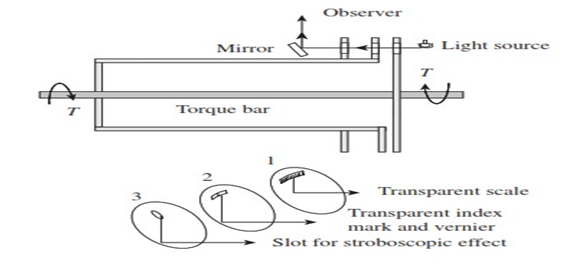 Observer
Mirror
Light source
T
T
Torque bar
1
2
3
Transparent scale
Transparent index
mark and vernier
Slot for stroboscopic effect